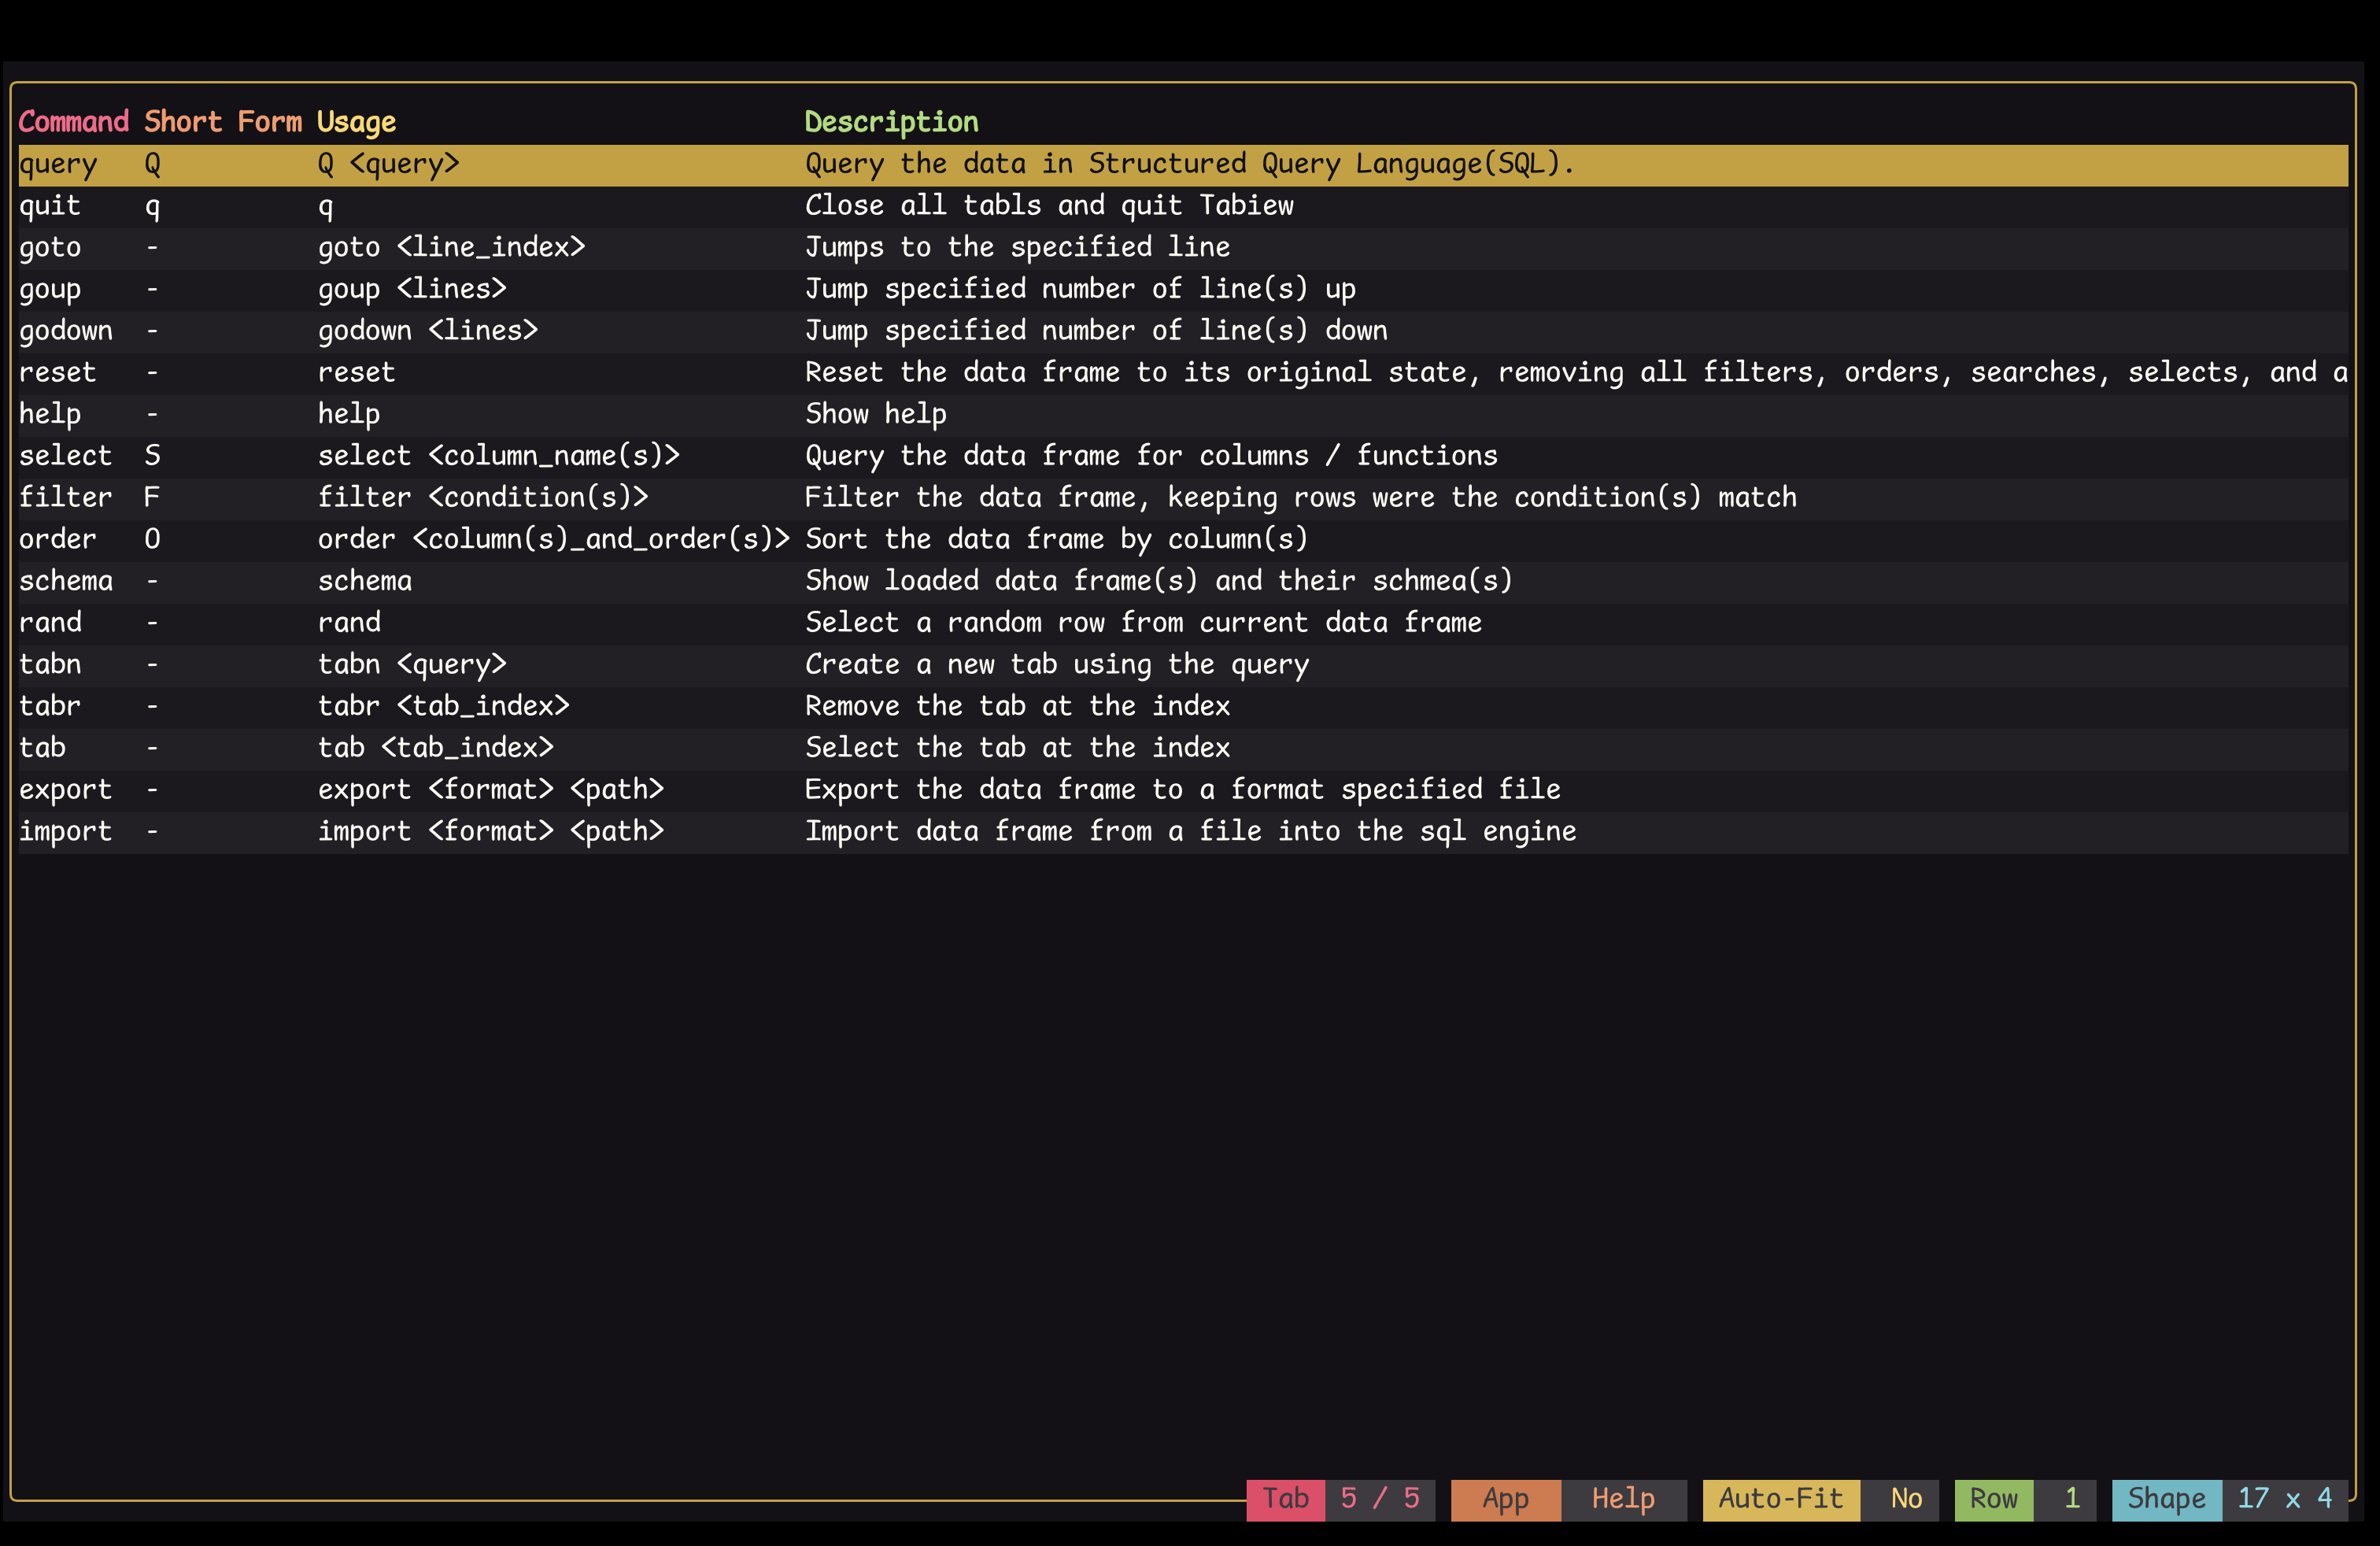 Command Short Form Usage Description
query Q Q <query> Query the data in Structured Query Language(SQL).
quit q q Close all tabls and quit Tabiew
goto - goto <line_index> Jumps to the specified line
goup - goup <lines> Jump specified number of line(s) up
godown - godown <lines> Jump specified number of line(s) down
reset - reset Reset the data frame to its original state, removing all filters, orders, searches, selects, and a
help - help Show help
select S select <column_name(s)> Query the data frame for columns / functions
filter F filter <condition(s)> Filter the data frame, keeping rows were the condition(s) match
order O order <column(s)_and_order(s)> Sort the data frame by column(s)
schema - schema Show loaded data frame(s) and their schmea(s)
rand - rand Select a random row from current data frame
tabn - tabn <query> Create a new tab using the query
tabr - tabr <tab_index> Remove the tab at the index
tab - tab <tab_index> Select the tab at the index
export - export <format> <path> Export the data frame to a format specified file
import - import <format> <path> Import data frame from a file into the sql engine
Tab 5 / 5 App Help Auto-Fit No Row 1 Shape 17 x 4